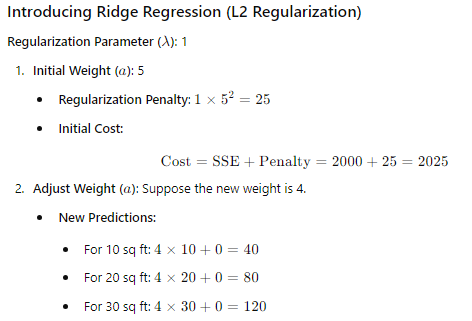 Introducing Ridge Regression (L2 Regularization)
Regularization Parameter (λ): 1
1. Initial Weight (a): 5
• Regularization Penalty: 1 × 5² = 25
• Initial Cost:
Cost = SSE + Penalty = 2000 + 25 = 2025
2. Adjust Weight (a): Suppose the new weight is 4.
• New Predictions:
• For 10 sq ft: 4 × 10 + 0 = 40
• For 20 sq ft: 4 × 20 + 0 = 80
• For 30 sq ft: 4 × 30 + 0 = 120